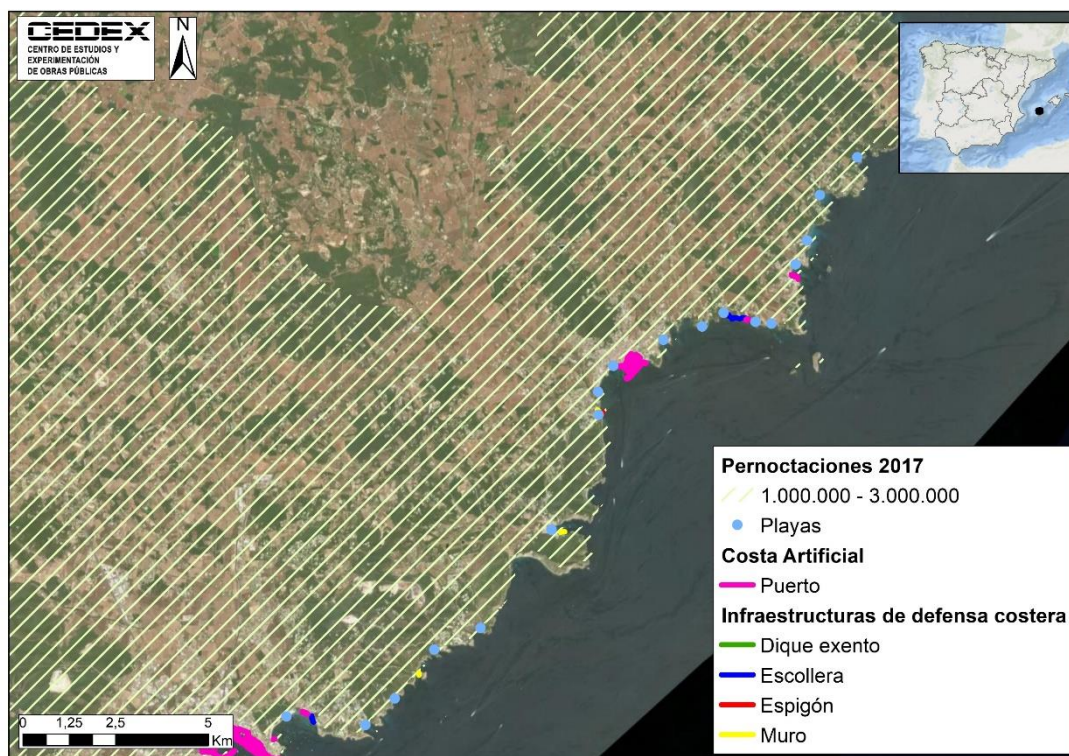 CEDEX
CENTRO DE ESTUDIOS Y
EXPERIMENTACIÓN
DE OBRAS PÚBLICAS
N
Pernoctaciones 2017
1.000.000 - 3.000.000
Playas
Costa Artificial
Puerto
Infraestructuras de defensa costera
Dique exento
Escollera
Espigón
Muro
0 1,25 2,5 5
Km